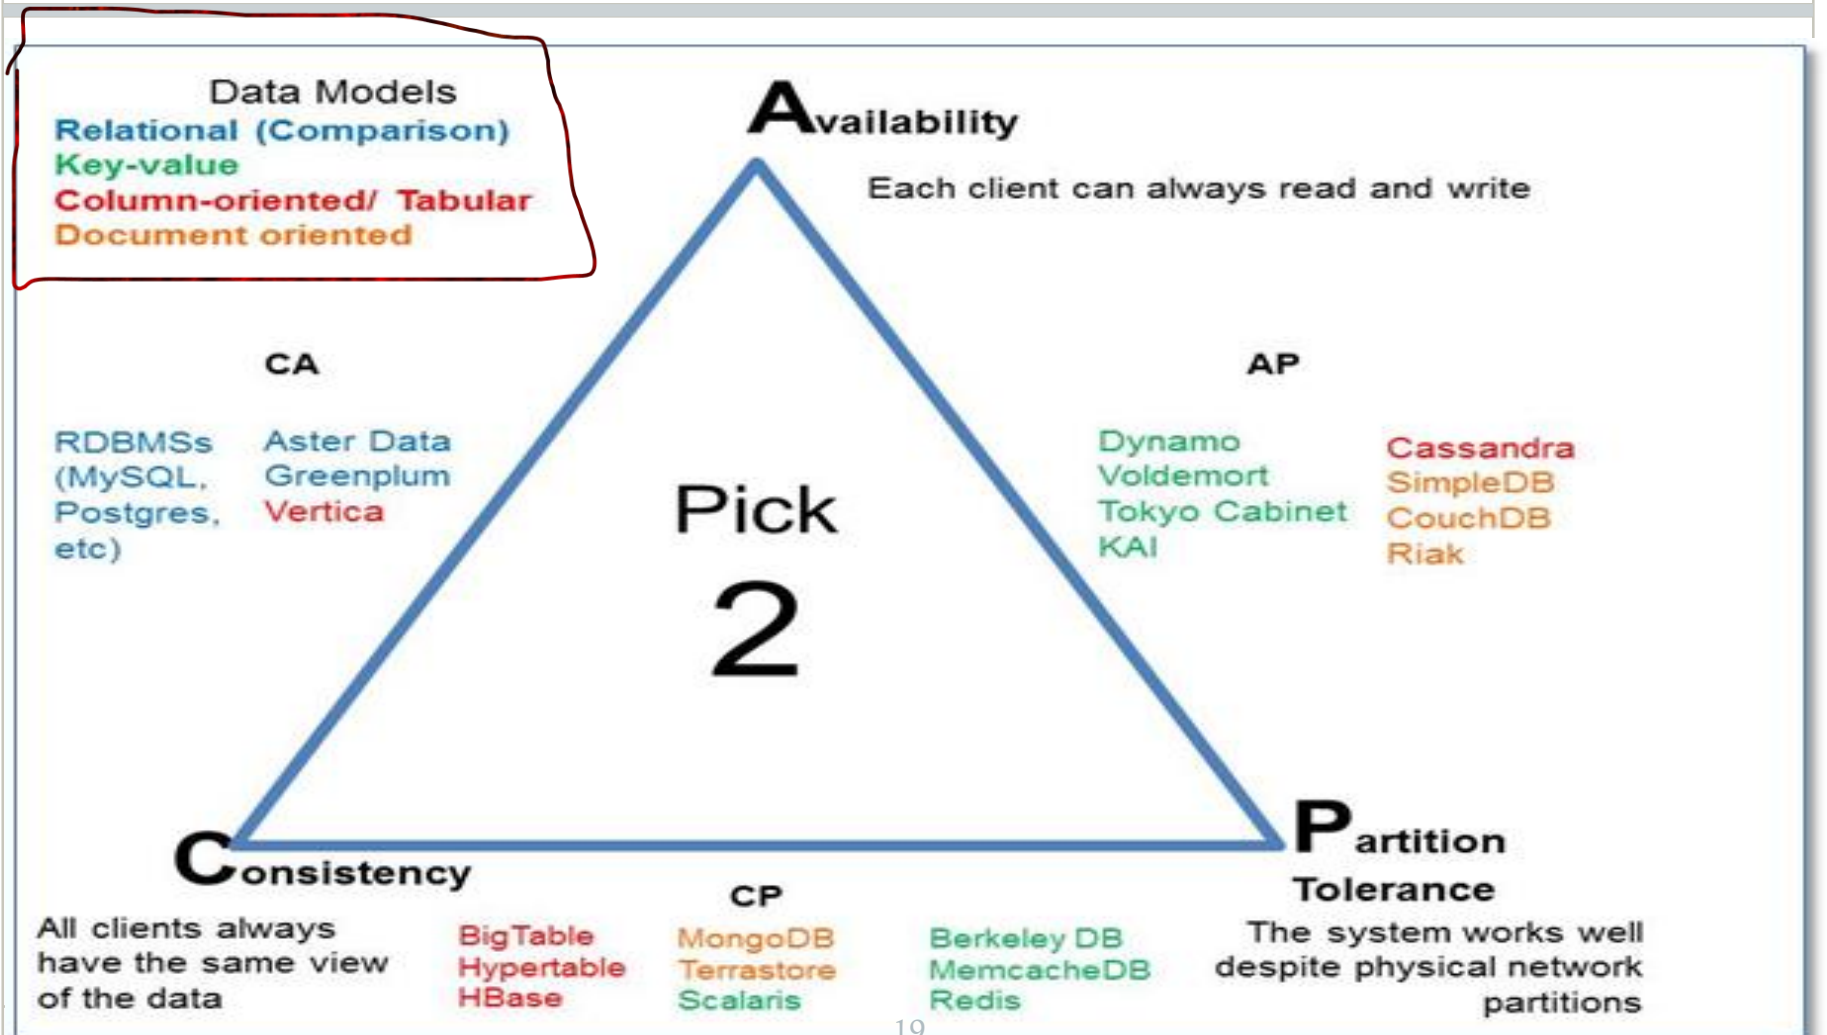 Data Models
Relational (Comparison)
Key-value
Column-oriented/ Tabular
Document oriented
Availability
Each client can always read and write
CA
RDBMSs
(MySQL,
Postgres,
etc)
Aster Data
Greenplum
Vertica
Pick
2
AP
Dynamo
Voldemort
Tokyo Cabinet
KAI
Cassandra
SimpleDB
CouchDB
Riak
Consistency
All clients always
have the same view
of the data
CP
BigTable
Hypertable
HBase
MongoDB
Terrastore
Scalaris
Berkeley DB
MemcacheDB
Redis
Partition
Tolerance
The system works well
despite physical network
partitions
19